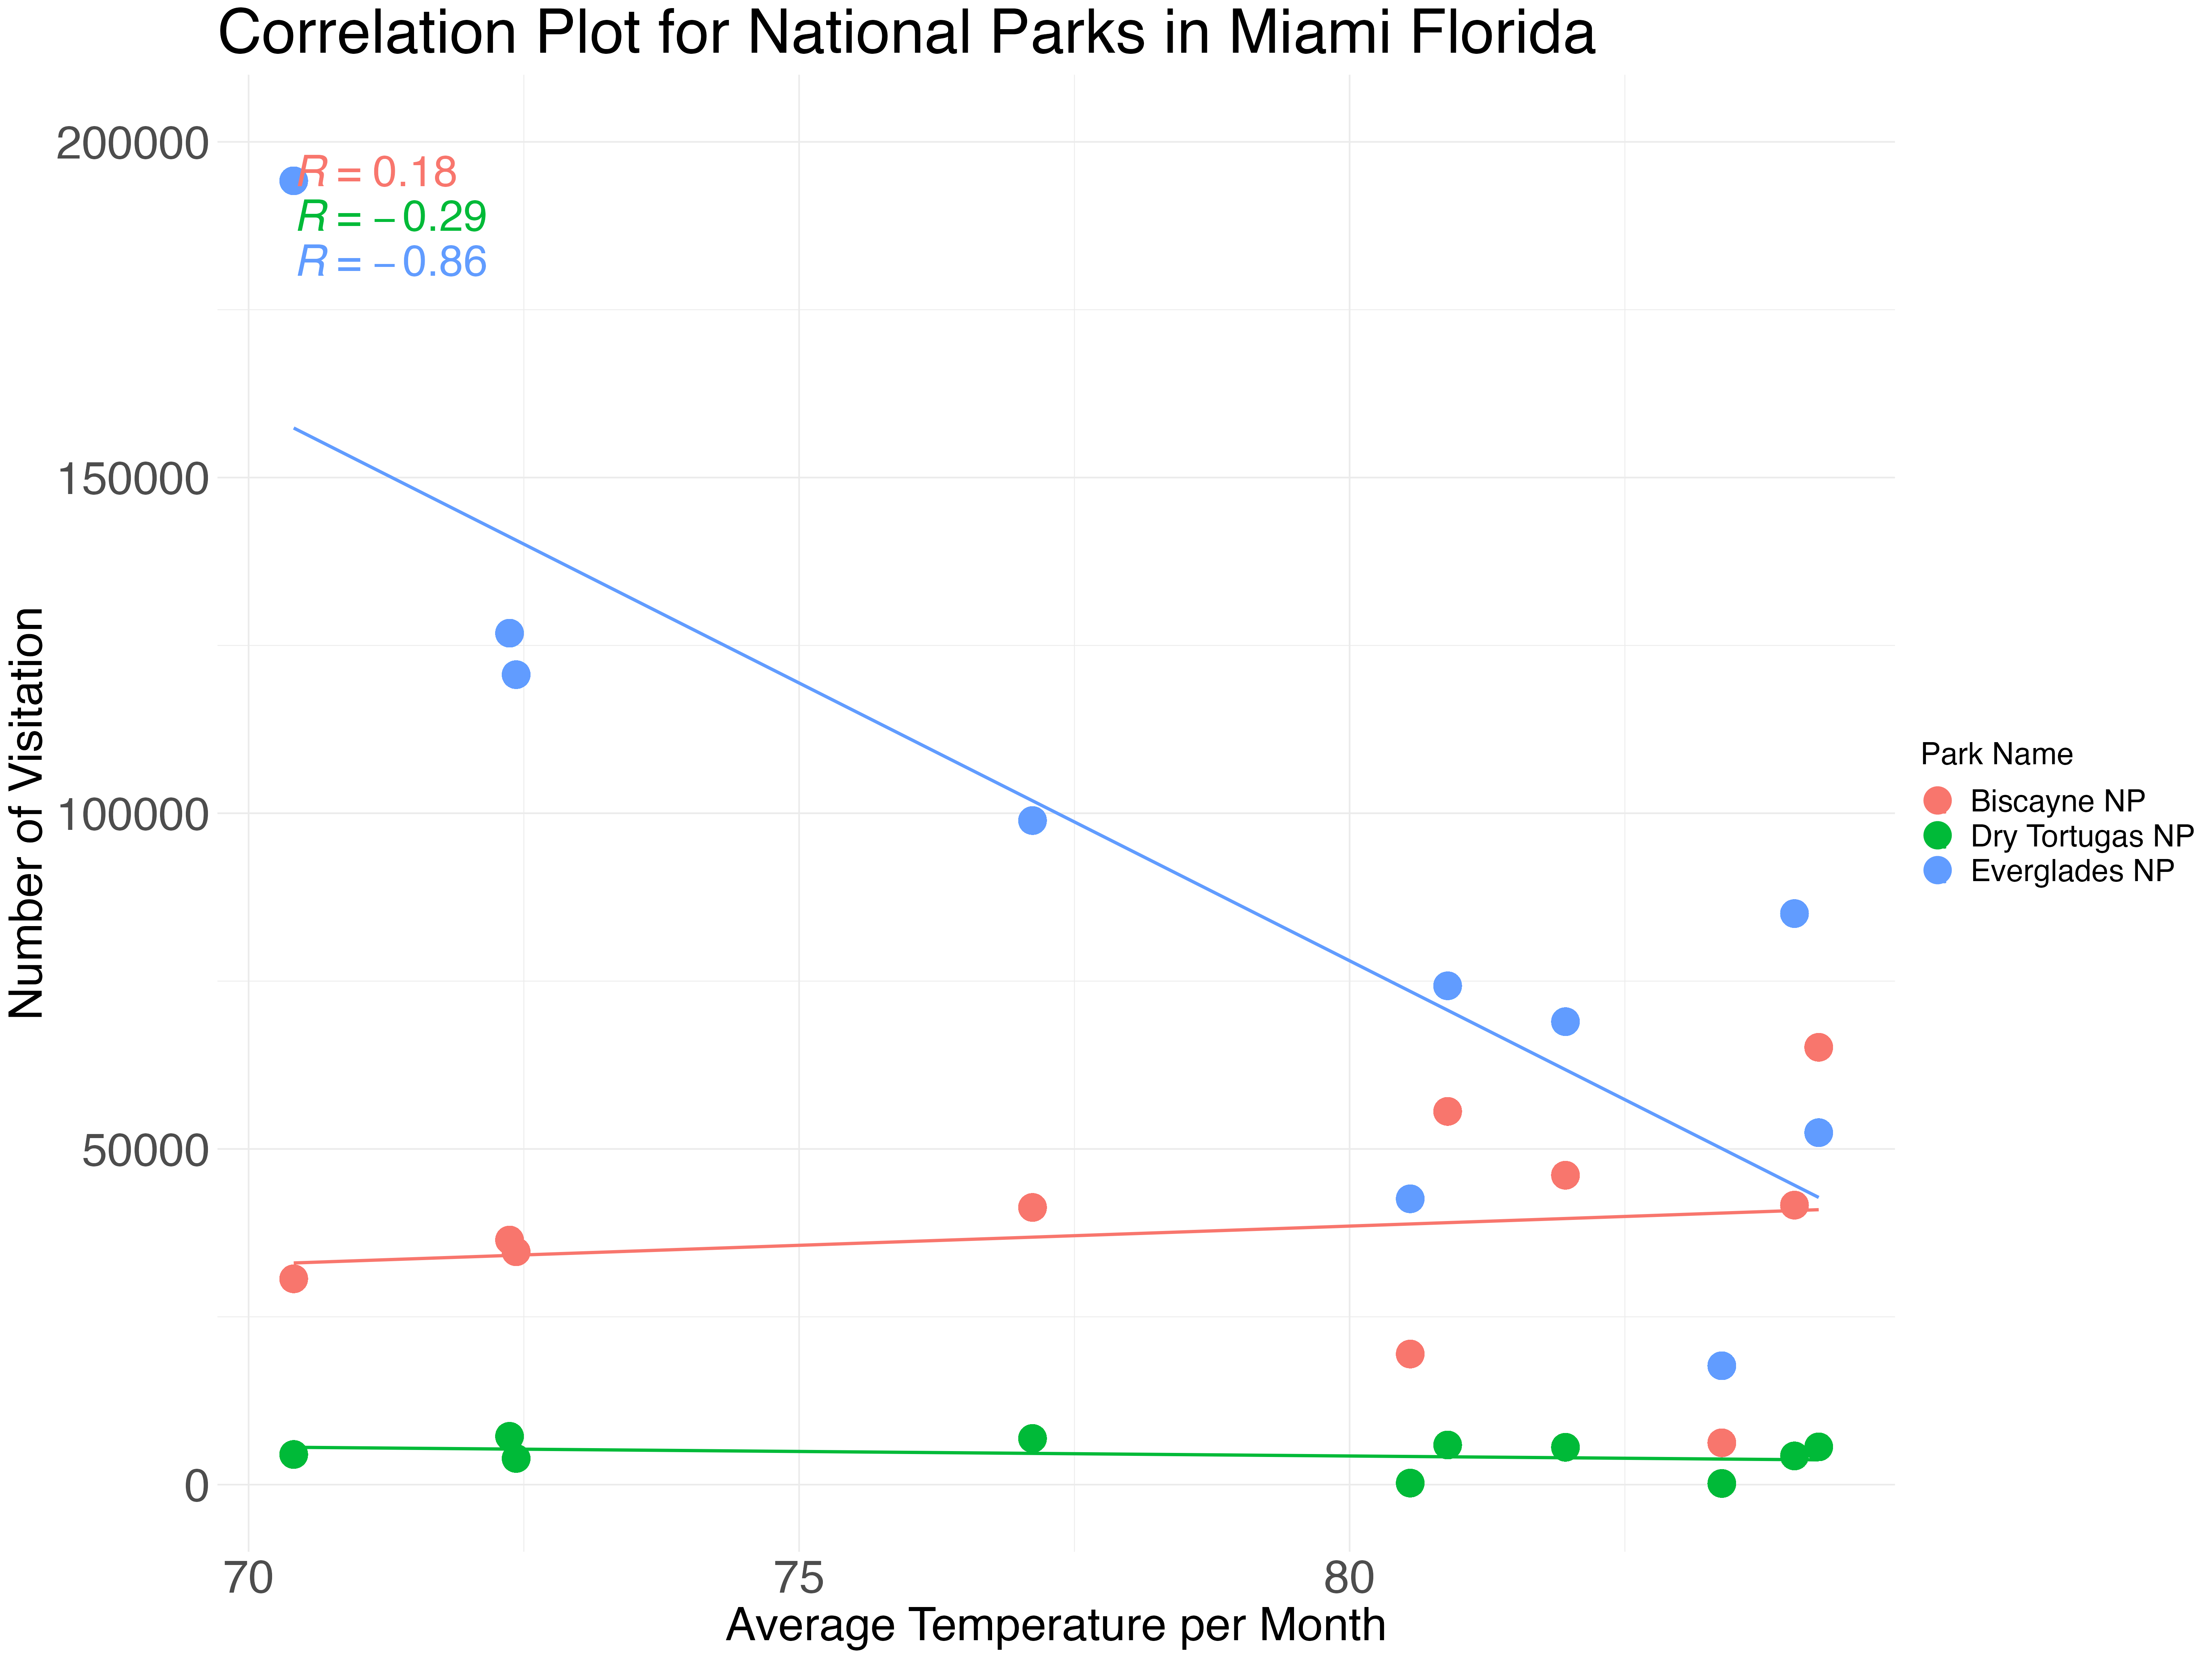 Correlation Plot for National Parks in Miami Florida
R = 0.18
R = −0.29
R = −0.86
200000
150000
100000
50000
0
Number of Visitation
70
75
80
Average Temperature per Month
Park Name
Biscayne NP
Dry Tortugas NP
Everglades NP